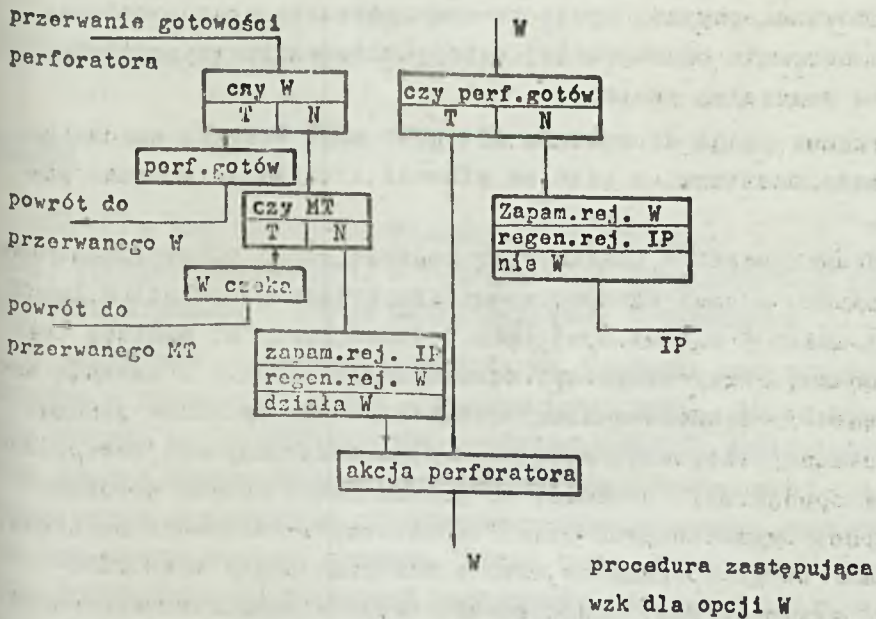 przerwanie gotowości
perforatora
W
czy W
T N
czy perf.gotów
T N
perf.gotów
powrót do
przerwanego W
czy MT
T N
Zapam.rej. W
regen.rej. IP
nie W
W czeka
powrót do
przerwanego MT
IP
zapam.rej. IP
regen.rej. W
działa W
akcja perforatora
W
procedura zastępująca
wzk dla opcji W